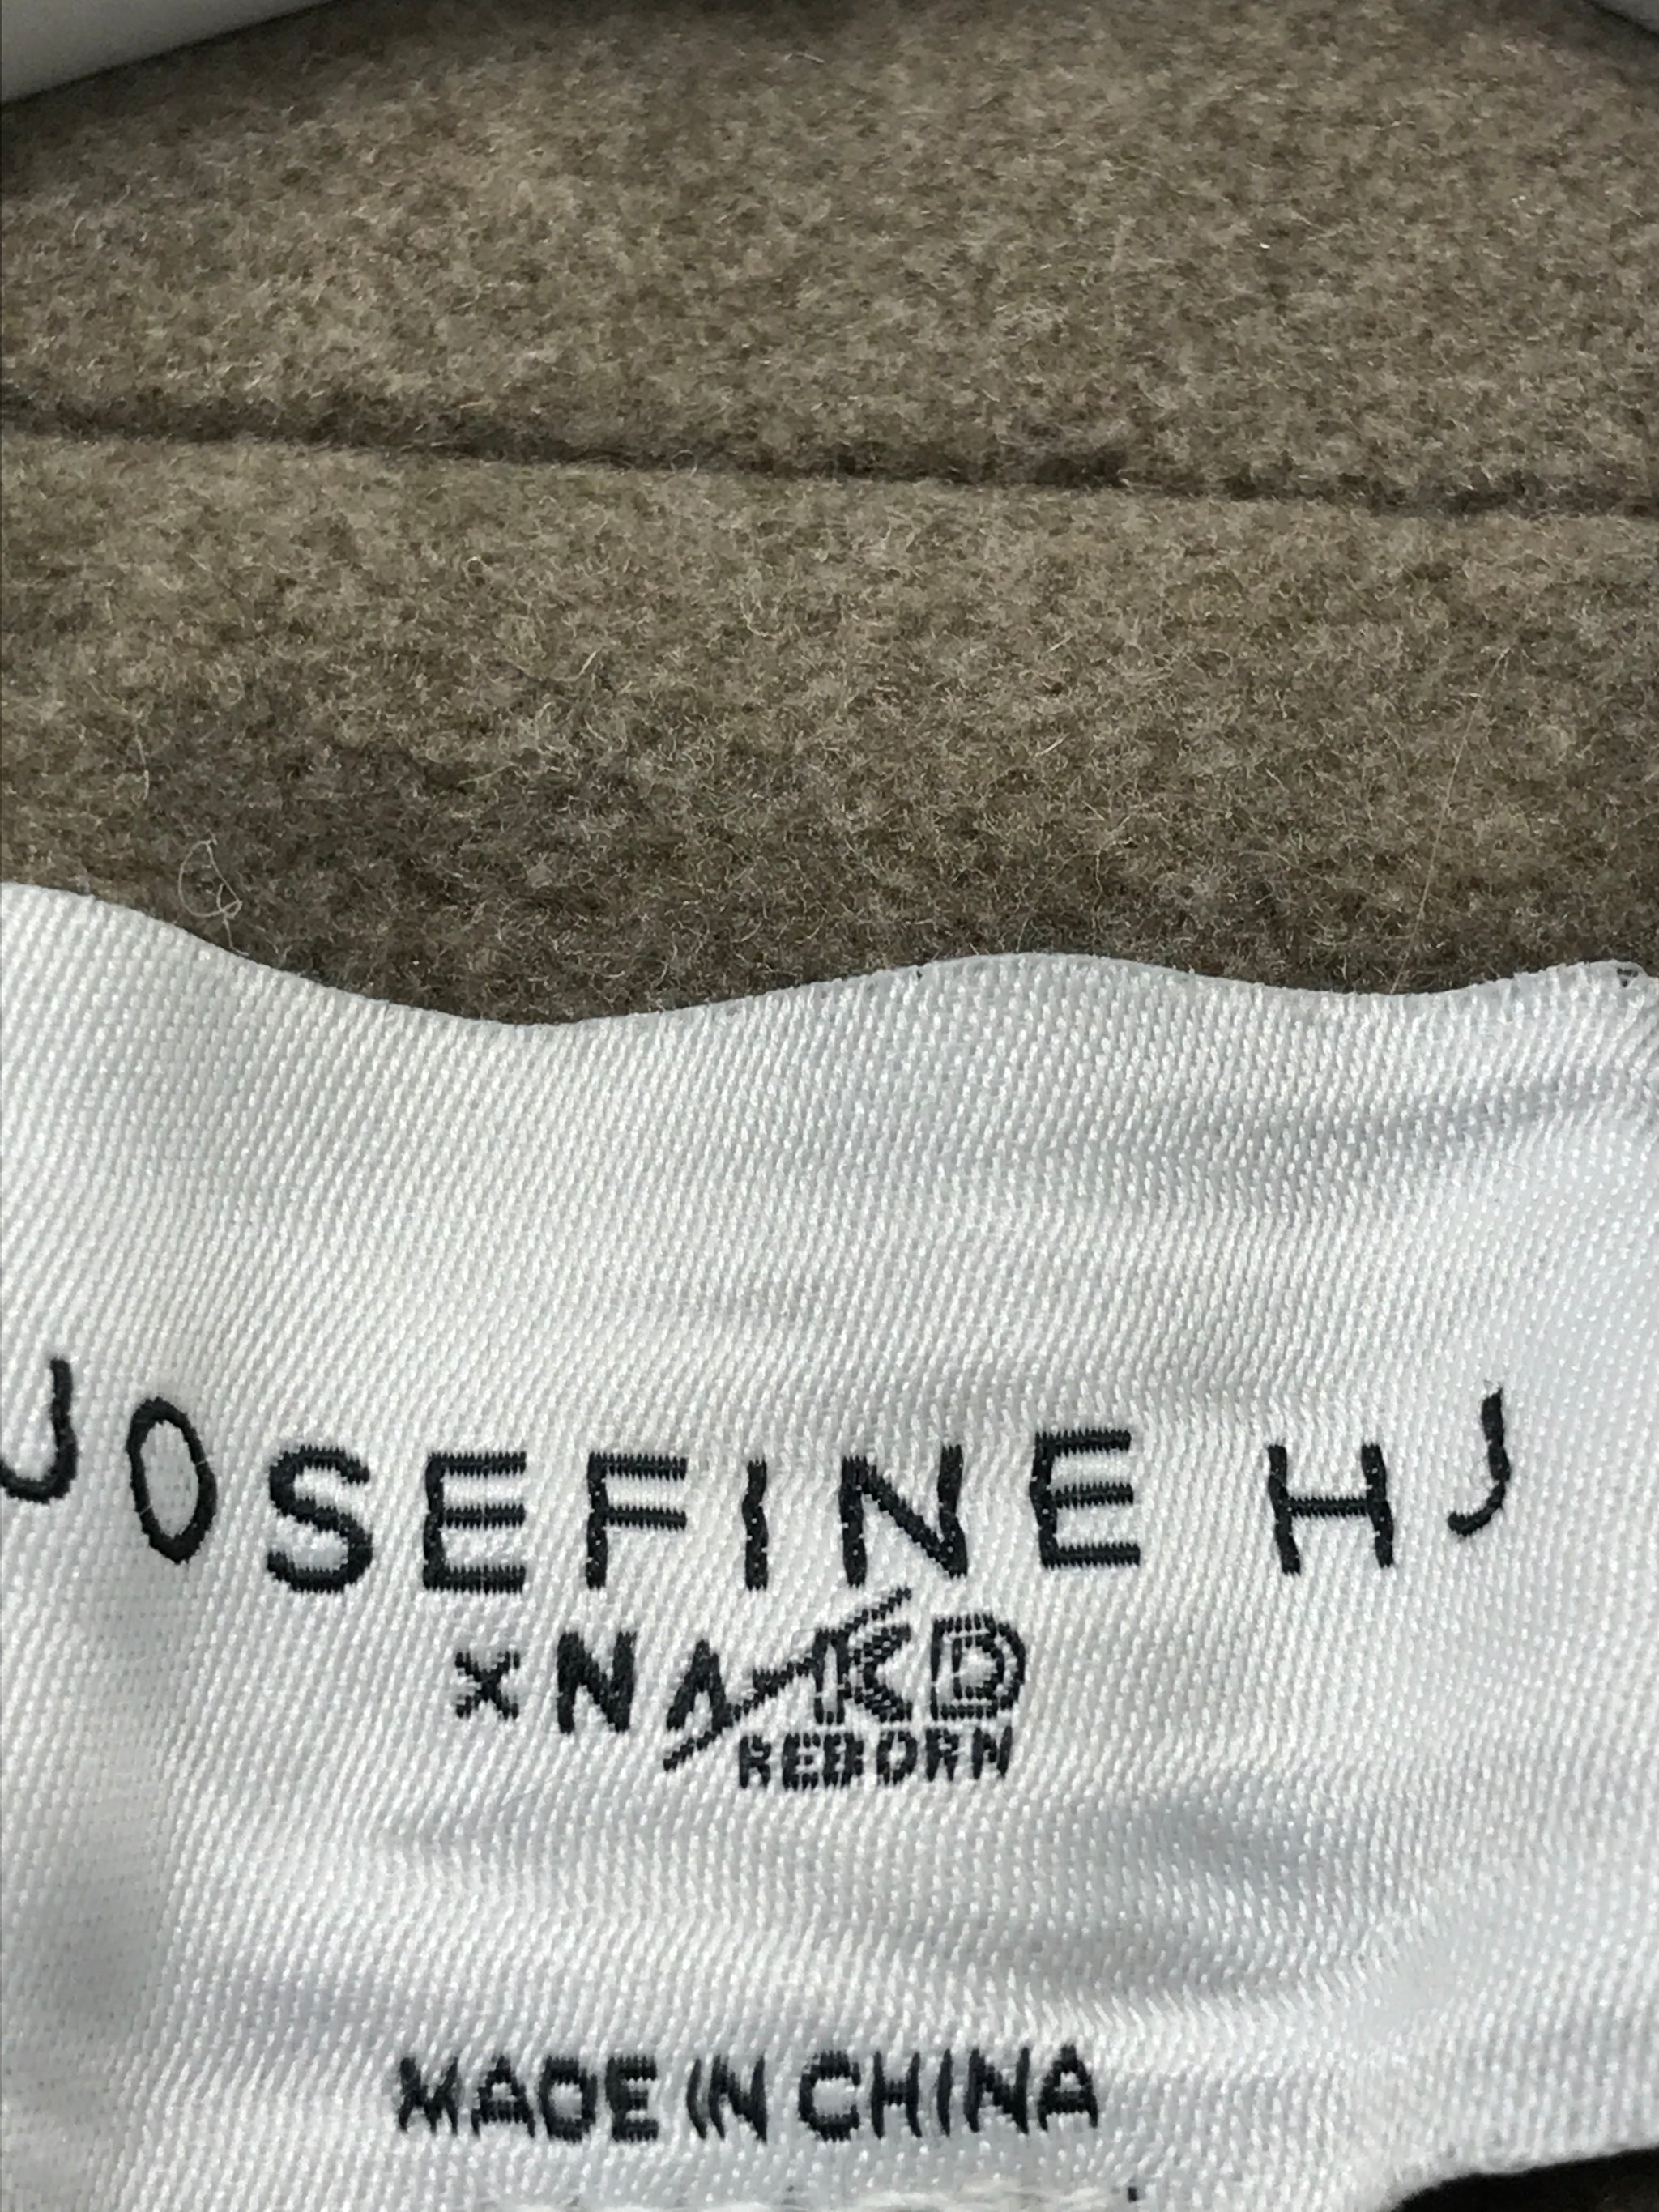 JOSEFINE HJ
x NA-KD
REBORN
MADE IN CHINA